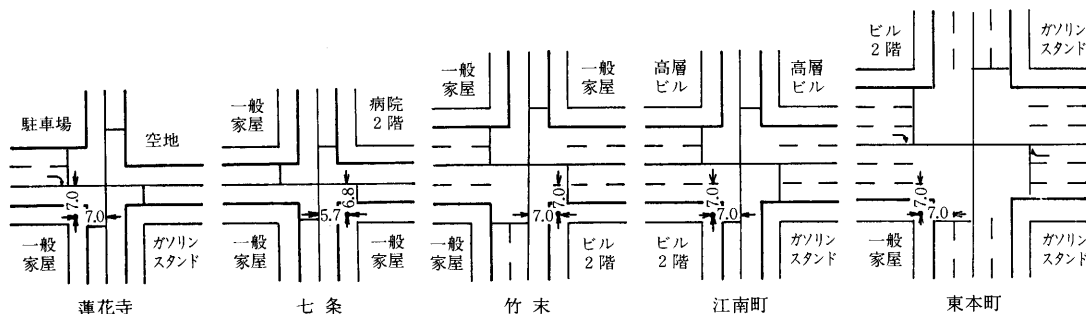 駐車場
空地
7.0
7.0
一般
家屋
ガソリン
スタンド
蓮花寺
一般
家屋
病院
2階
6.8
5.7
一般
家屋
一般
家屋
七条
一般
家屋
一般
家屋
7.0
7.0
一般
家屋
ビル
2階
竹末
高層
ビル
高層
ビル
7.0
7.0
ビル
2階
ガソリン
スタンド
江南町
ビル
2階
ガソリン
スタンド
7.0
7.0
一般
家屋
ガソリン
スタンド
東本町